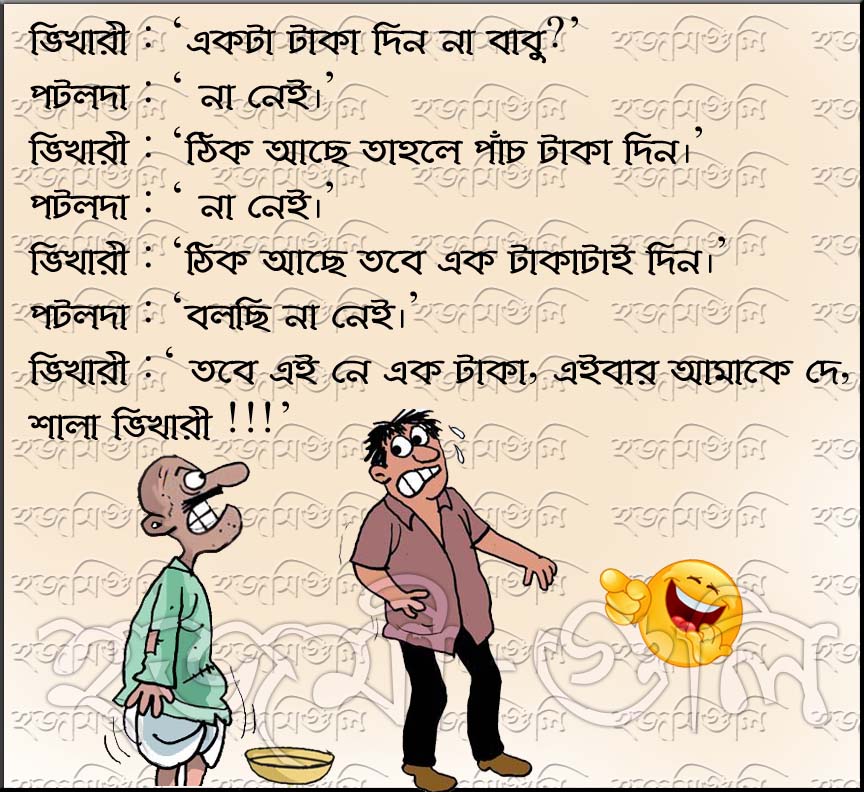 ভিখারী : ‘একটা টাকা দিন না বাবু?’
পটলদা : ‘ না নেই।’
ভিখারী : ‘ঠিক আছে তাহলে পাঁচ টাকা দিন।’
পটলদা : ‘ না নেই।’
ভিখারী : ‘ঠিক আছে তবে এক টাকাটাই দিন।’
পটলদা : ‘বলছি না নেই।’
ভিখারী : ‘ তবে এই নে এক টাকা, এইবার আমাকে দে,
শালা ভিখারী !!!’